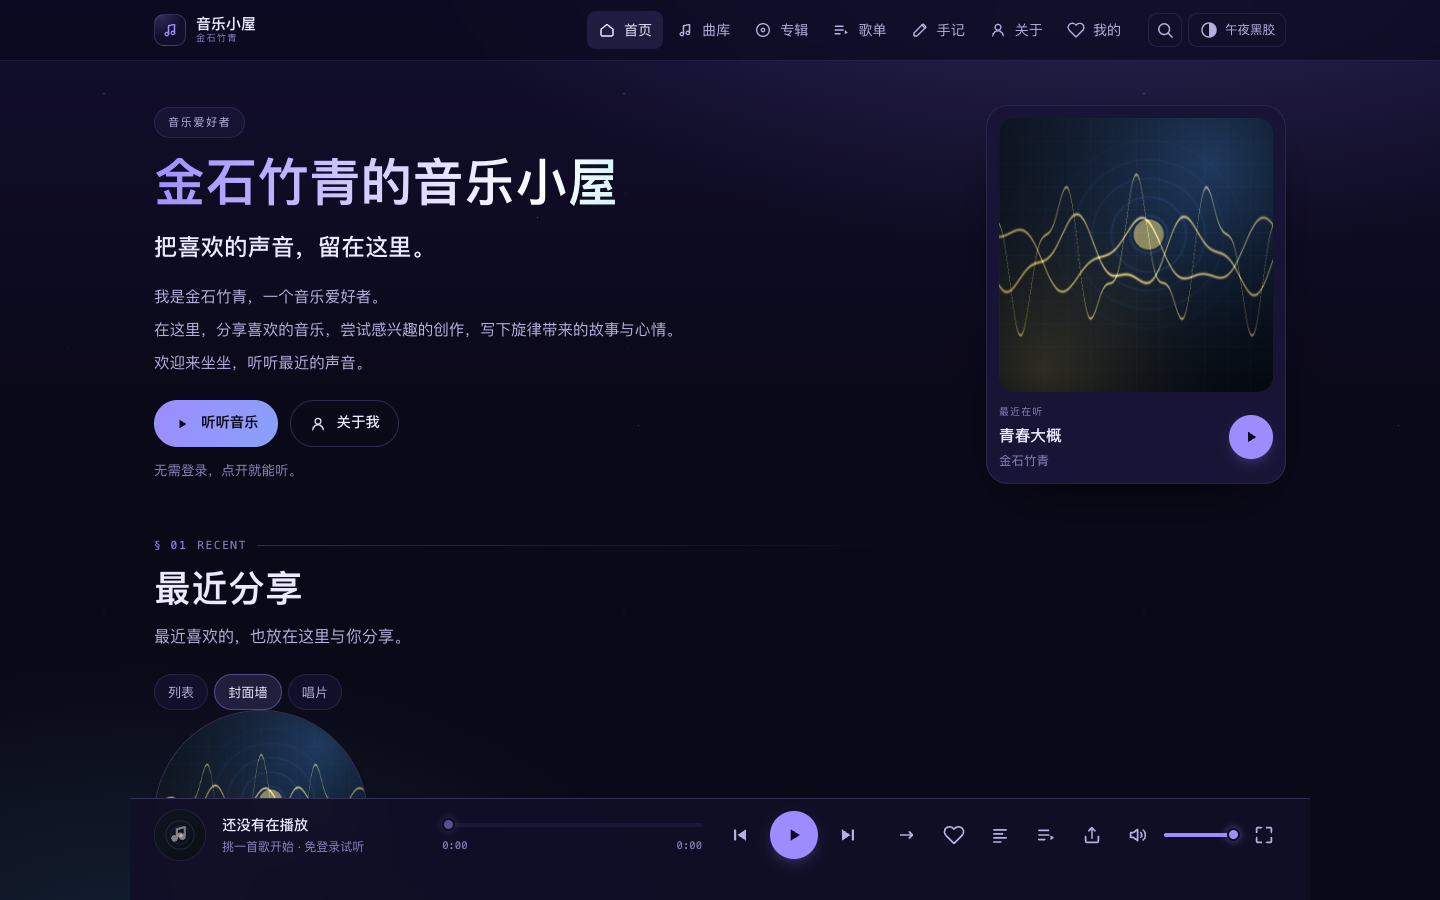 音乐小屋
金石竹青
首页
曲库
专辑
歌单
手记
关于
我的
午夜黑胶
音乐爱好者
金石竹青的音乐小屋
把喜欢的声音，留在这里。
我是金石竹青，一个音乐爱好者。
在这里，分享喜欢的音乐，尝试感兴趣的创作，写下旋律带来的故事与心情。
欢迎来坐坐，听听最近的声音。
听听音乐
关于我
无需登录，点开就能听。
最近在听
青春大概
金石竹青
§ 01 RECENT
最近分享
最近喜欢的，也放在这里与你分享。
列表
封面墙
唱片
还没有在播放
挑一首歌开始 · 免登录试听
0:00
0:00